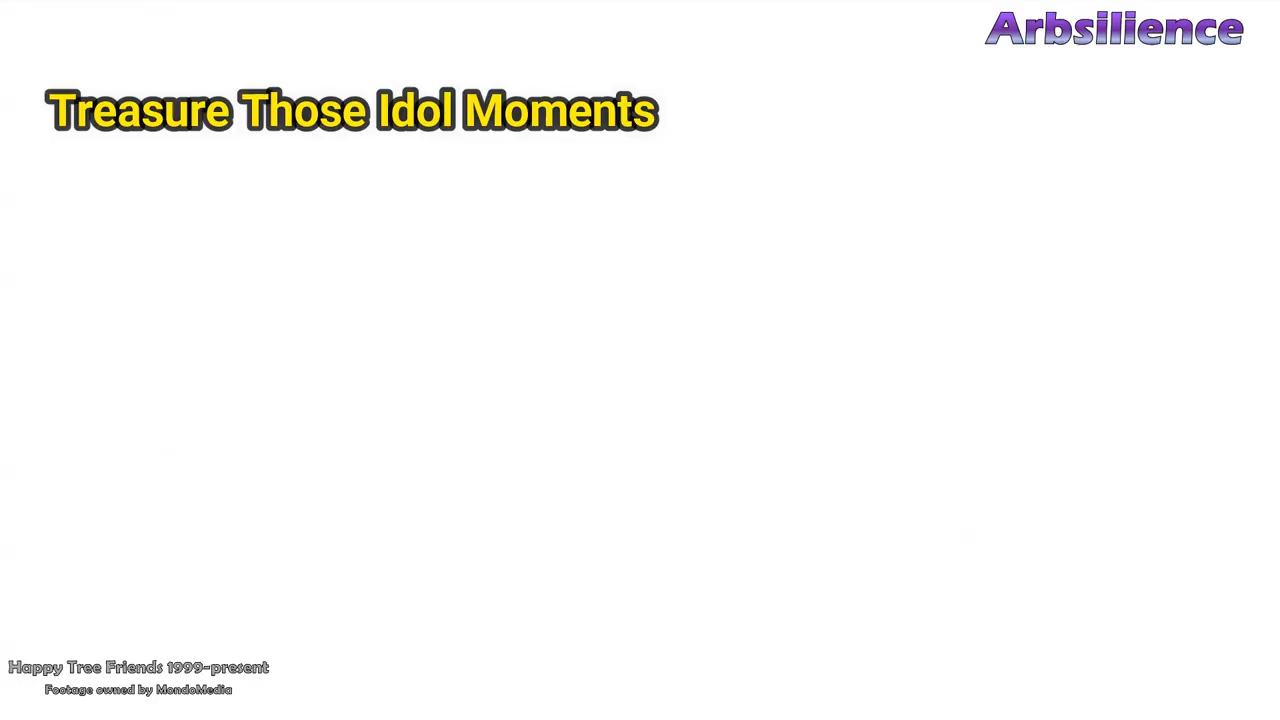 Arbsilience
Treasure Those Idol Moments
Happy Tree Friends 1999-present
Footage owned by MondoMedia